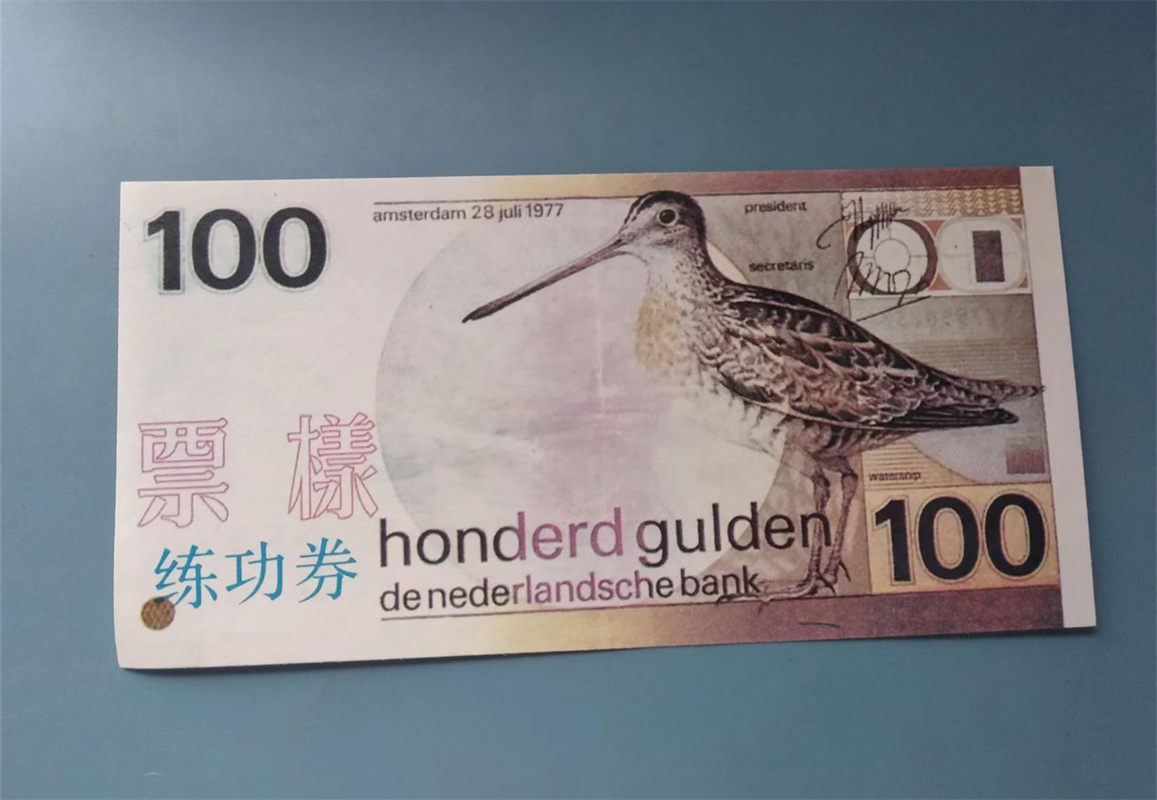 100
amsterdam 28 juli 1977
president
secretaris
票樣
练功券
honderd gulden
de nederlandsche bank
watersnip
100